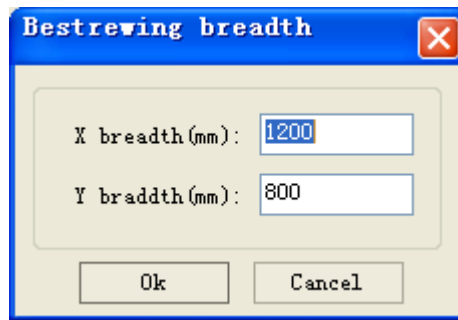 Bestrewing breadth
X breadth(mm): 1200
Y braddth(mm): 800
Ok Cancel